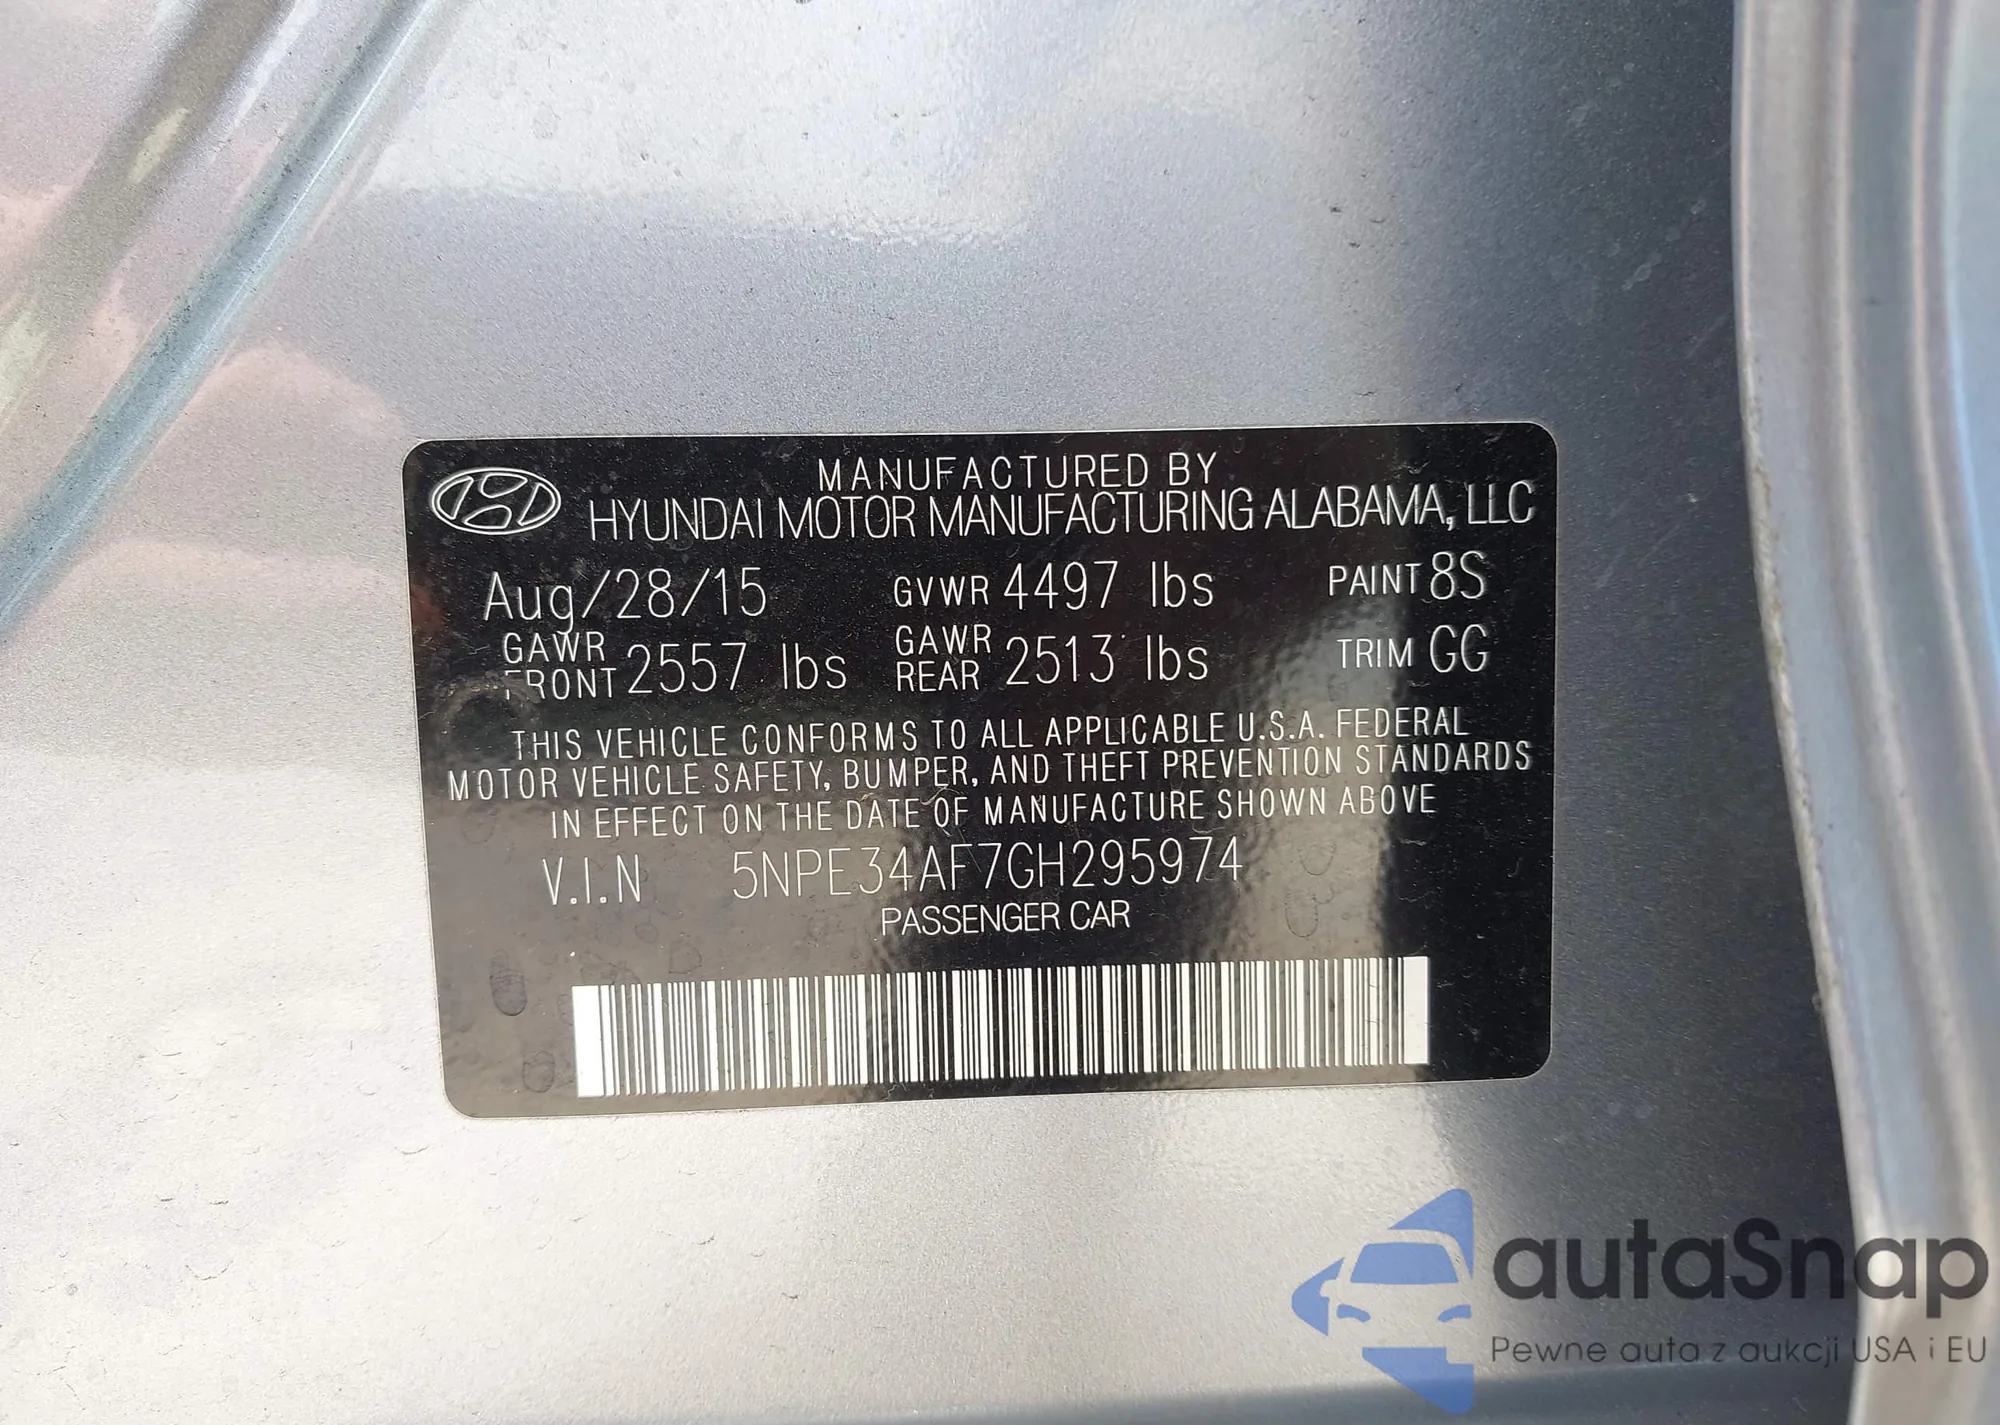 MANUFACTURED BY
HYUNDAI MOTOR MANUFACTURING ALABAMA, LLC
Aug/28/15 GVWR 4497 lbs PAINT 8S
GAWR FRONT 2557 lbs GAWR REAR 2513 lbs TRIM GG
THIS VEHICLE CONFORMS TO ALL APPLICABLE U.S.A. FEDERAL
MOTOR VEHICLE SAFETY, BUMPER, AND THEFT PREVENTION STANDARDS
IN EFFECT ON THE DATE OF MANUFACTURE SHOWN ABOVE
V.I.N 5NPE34AF7GH295974
PASSENGER CAR
autaSnap
Pewne auta z aukcji USA i EU